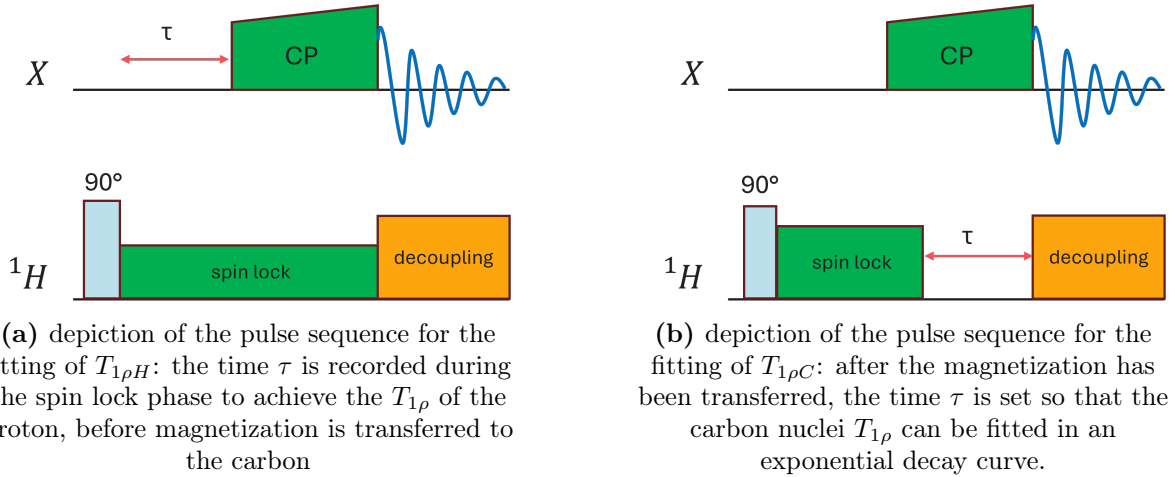 τ
CP
X
90°
spin lock
decoupling
¹H
(a) depiction of the pulse sequence for the
tting of T₁ρH: the time τ is recorded during
he spin lock phase to achieve the T₁ρ of the
roton, before magnetization is transferred to
the carbon
CP
X
90°
spin lock
τ
decoupling
¹H
(b) depiction of the pulse sequence for the
fitting of T₁ρC: after the magnetization has
been transferred, the time τ is set so that the
carbon nuclei T₁ρ can be fitted in an
exponential decay curve.